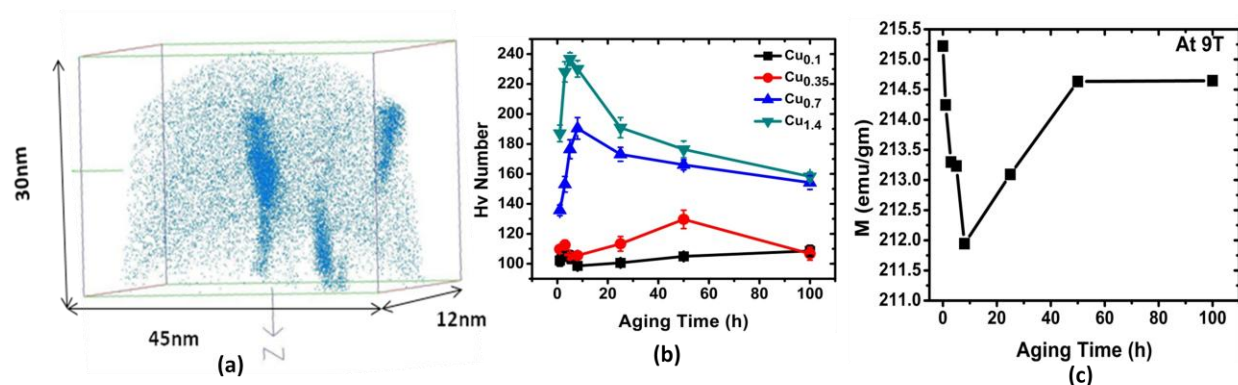 30nm
45nm
12nm
Z
(a)
240
220
200
180
160
140
120
100
Hv Number
0
20
40
60
80
100
Aging Time (h)
Cu0.1
Cu0.35
Cu0.7
Cu1.4
(b)
215.5
215.0
214.5
214.0
213.5
213.0
212.5
212.0
211.5
211.0
M (emu/gm)
At 9T
0
20
40
60
80
100
Aging Time (h)
(c)